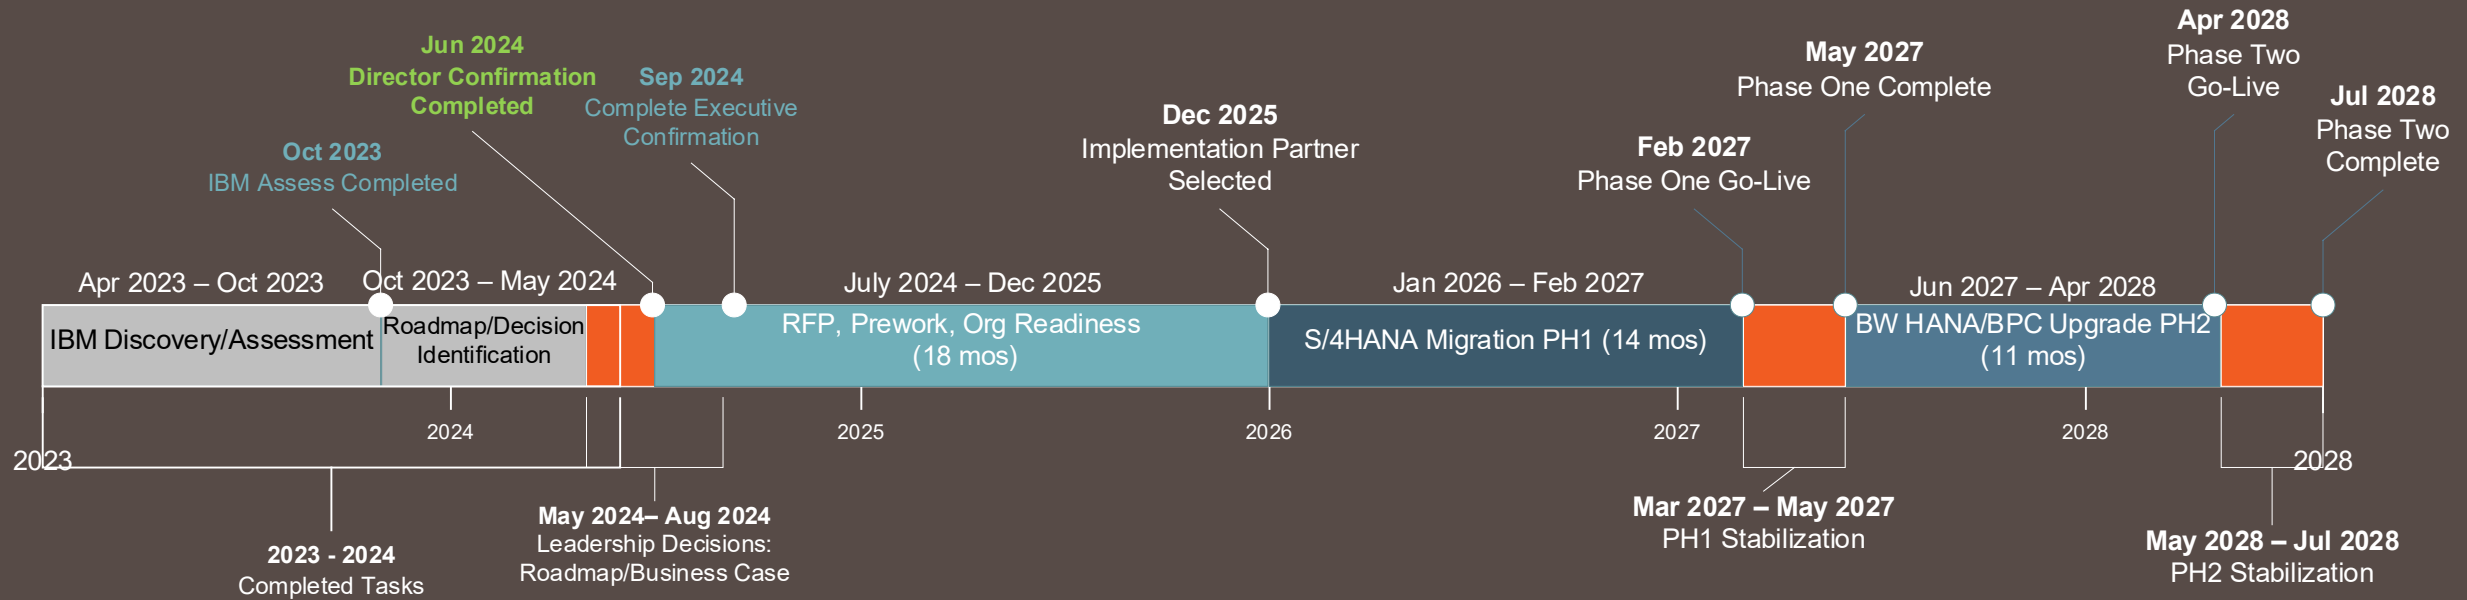 Jun 2024
Director Confirmation
Completed
Sep 2024
Complete Executive
Confirmation
Oct 2023
IBM Assess Completed
Dec 2025
Implementation Partner
Selected
May 2027
Phase One Complete
Feb 2027
Phase One Go-Live
Apr 2028
Phase Two
Go-Live
Jul 2028
Phase Two
Complete
Apr 2023 – Oct 2023
Oct 2023 – May 2024
July 2024 – Dec 2025
Jan 2026 – Feb 2027
Jun 2027 – Apr 2028
IBM Discovery/Assessment
Roadmap/Decision
Identification
RFP, Prework, Org Readiness
(18 mos)
S/4HANA Migration PH1 (14 mos)
BW HANA/BPC Upgrade PH2
(11 mos)
2024
2025
2026
2027
2028
2023
2028
2023 - 2024
Completed Tasks
May 2024– Aug 2024
Leadership Decisions:
Roadmap/Business Case
Mar 2027 – May 2027
PH1 Stabilization
May 2028 – Jul 2028
PH2 Stabilization